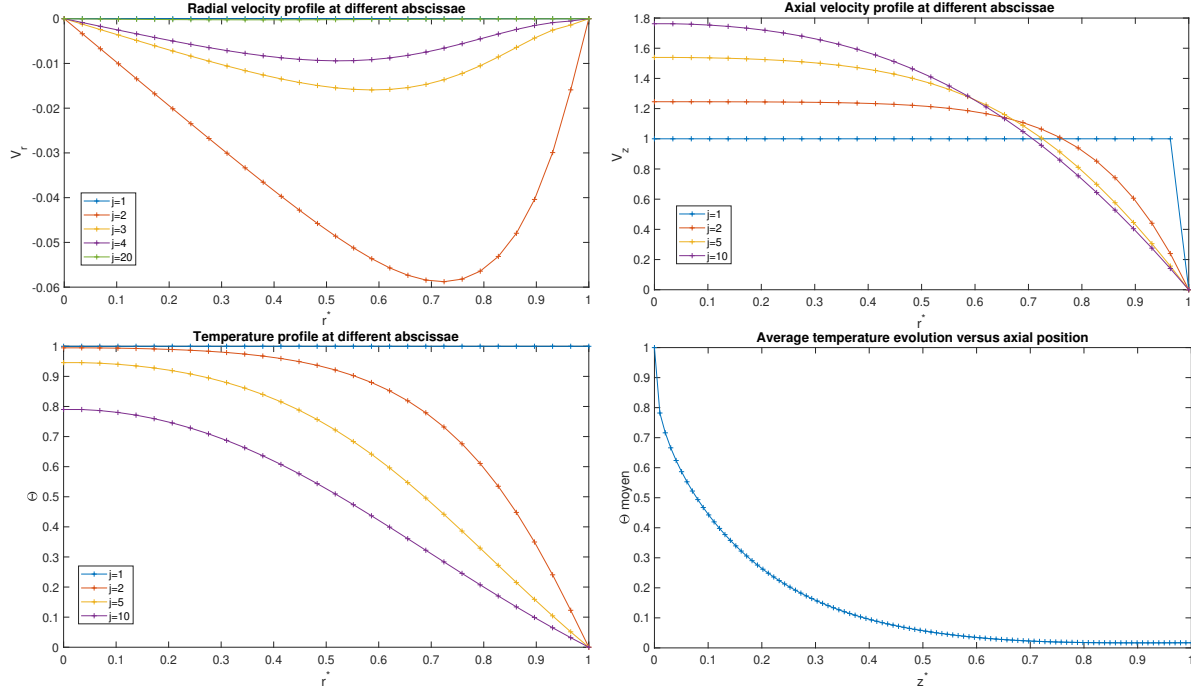 Radial velocity profile at different abscissae
0
-0.01
-0.02
-0.03
-0.04
-0.05
-0.06
V_r
j=1
j=2
j=3
j=4
j=20
0 0.1 0.2 0.3 0.4 0.5 0.6 0.7 0.8 0.9 1
r*
Axial velocity profile at different abscissae
1.8
1.6
1.4
1.2
1
0.8
0.6
0.4
0.2
0
V_z
j=1
j=2
j=5
j=10
0 0.1 0.2 0.3 0.4 0.5 0.6 0.7 0.8 0.9 1
r*
Temperature profile at different abscissae
1
0.9
0.8
0.7
0.6
0.5
0.4
0.3
0.2
0.1
0
Θ
j=1
j=2
j=5
j=10
0 0.1 0.2 0.3 0.4 0.5 0.6 0.7 0.8 0.9 1
r*
Average temperature evolution versus axial position
1
0.9
0.8
0.7
0.6
0.5
0.4
0.3
0.2
0.1
0
Θ moyen
0 0.1 0.2 0.3 0.4 0.5 0.6 0.7 0.8 0.9 1
z*